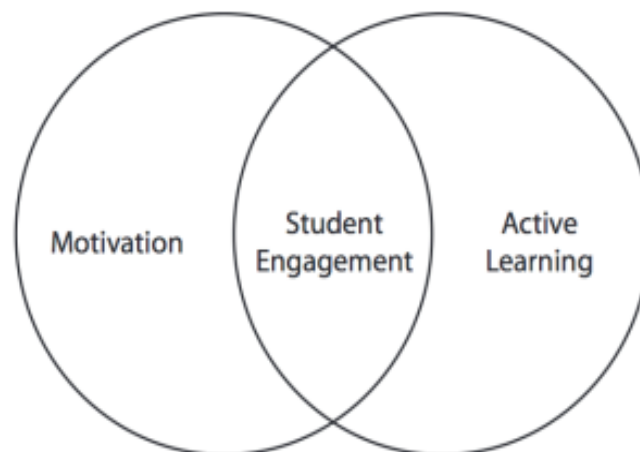 Motivation
Student
Engagement
Active
Learning